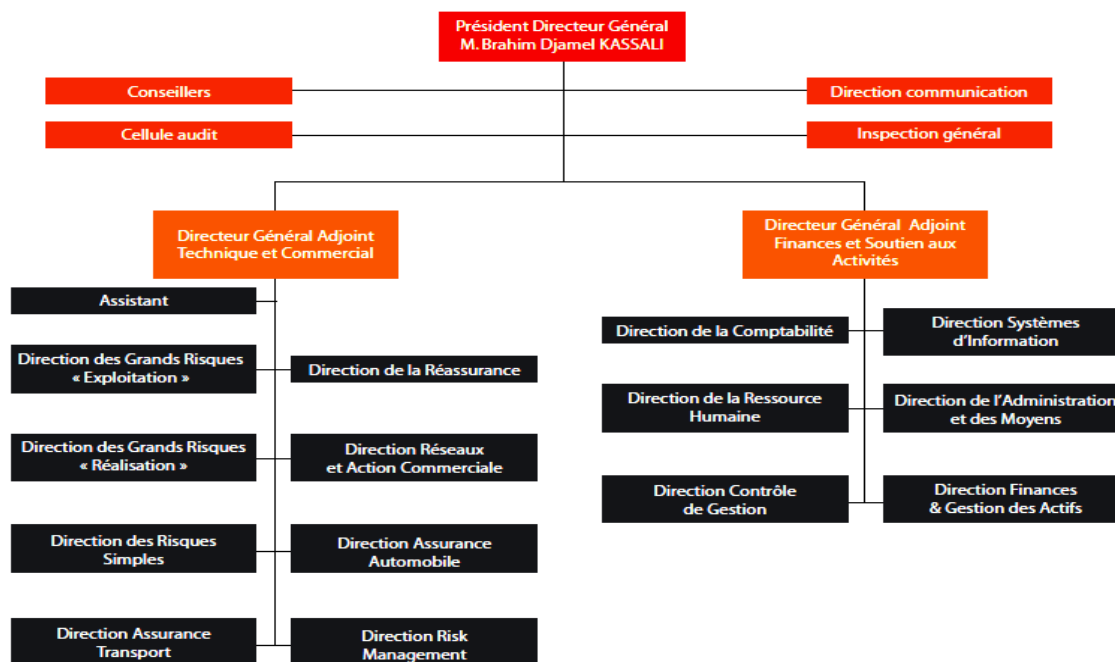 Président Directeur Général
M. Brahim Djamel KASSALI
Conseillers
Direction communication
Cellule audit
Inspection général
Directeur Général Adjoint
Technique et Commercial
Directeur Général Adjoint
Finances et Soutien aux
Activités
Assistant
Direction des Grands Risques
« Exploitation »
Direction de la Réassurance
Direction des Grands Risques
« Réalisation »
Direction Réseaux
et Action Commerciale
Direction des Risques
Simples
Direction Assurance
Automobile
Direction Assurance
Transport
Direction Risk
Management
Direction de la Comptabilité
Direction Systèmes
d'Information
Direction de la Ressource
Humaine
Direction de l'Administration
et des Moyens
Direction Contrôle
de Gestion
Direction Finances
& Gestion des Actifs